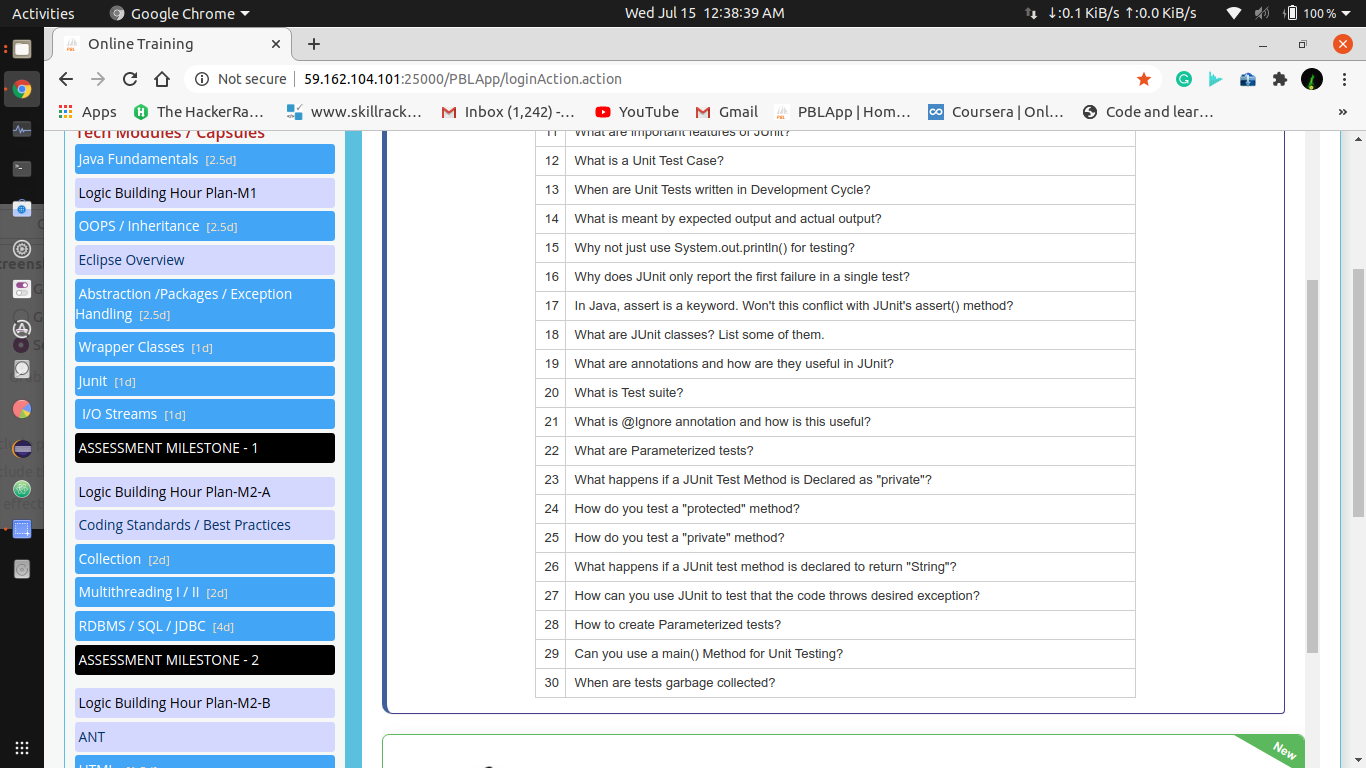 Activities
Google Chrome
Wed Jul 15 12:38:39 AM
↓:0.1 KiB/s ↑:0.0 KiB/s
100 %
Online Training
Not secure
59.162.104.101:25000/PBLApp/loginAction.action
Apps
The HackerRa…
www.skillrack…
Inbox (1,242) -…
YouTube
Gmail
PBLApp | Hom…
Coursera | Onl…
Code and lear…
»
Tech Modules / Capsules
Java Fundamentals [2.5d]
Logic Building Hour Plan-M1
OOPS / Inheritance [2.5d]
Eclipse Overview
Abstraction /Packages / Exception
Handling [2.5d]
Wrapper Classes [1d]
Junit [1d]
I/O Streams [1d]
ASSESSMENT MILESTONE - 1
Logic Building Hour Plan-M2-A
Coding Standards / Best Practices
Collection [2d]
Multithreading I / II [2d]
RDBMS / SQL / JDBC [4d]
ASSESSMENT MILESTONE - 2
Logic Building Hour Plan-M2-B
ANT
11 What are important features of JUnit?
12 What is a Unit Test Case?
13 When are Unit Tests written in Development Cycle?
14 What is meant by expected output and actual output?
15 Why not just use System.out.println() for testing?
16 Why does JUnit only report the first failure in a single test?
17 In Java, assert is a keyword. Won't this conflict with JUnit's assert() method?
18 What are JUnit classes? List some of them.
19 What are annotations and how are they useful in JUnit?
20 What is Test suite?
21 What is @Ignore annotation and how is this useful?
22 What are Parameterized tests?
23 What happens if a JUnit Test Method is Declared as "private"?
24 How do you test a "protected" method?
25 How do you test a "private" method?
26 What happens if a JUnit test method is declared to return "String"?
27 How can you use JUnit to test that the code throws desired exception?
28 How to create Parameterized tests?
29 Can you use a main() Method for Unit Testing?
30 When are tests garbage collected?
New